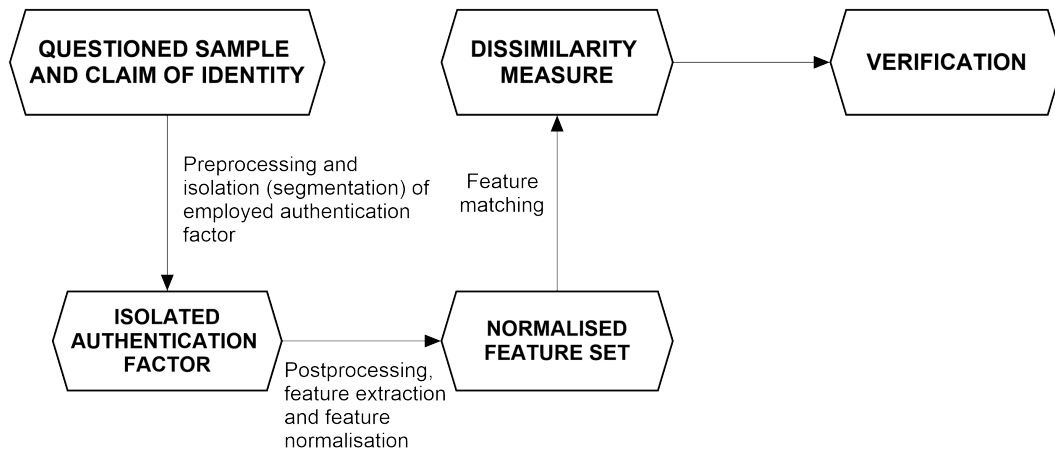 QUESTIONED SAMPLE
AND CLAIM OF IDENTITY
Preprocessing and
isolation (segmentation) of
employed authentication
factor
ISOLATED
AUTHENTICATION
FACTOR
Postprocessing,
feature extraction
and feature
normalisation
NORMALISED
FEATURE SET
Feature
matching
DISSIMILARITY
MEASURE
VERIFICATION